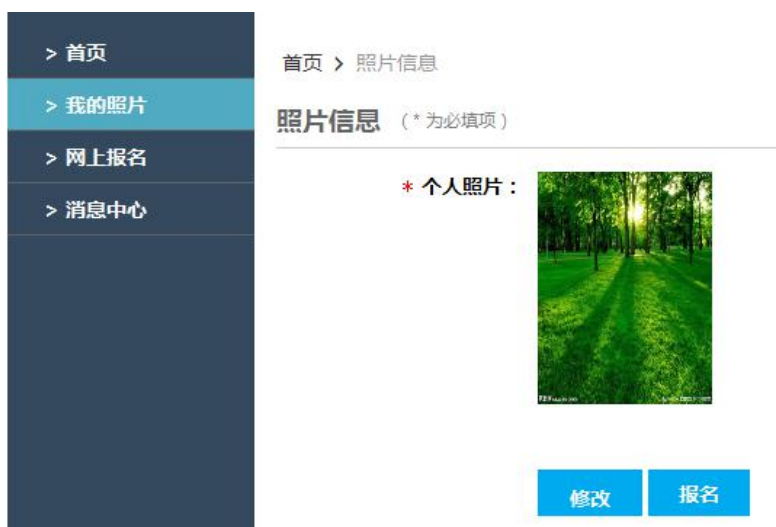 > 首页
> 我的照片
> 网上报名
> 消息中心
首页 > 照片信息
照片信息 (* 为必填项)
* 个人照片：
修改
报名